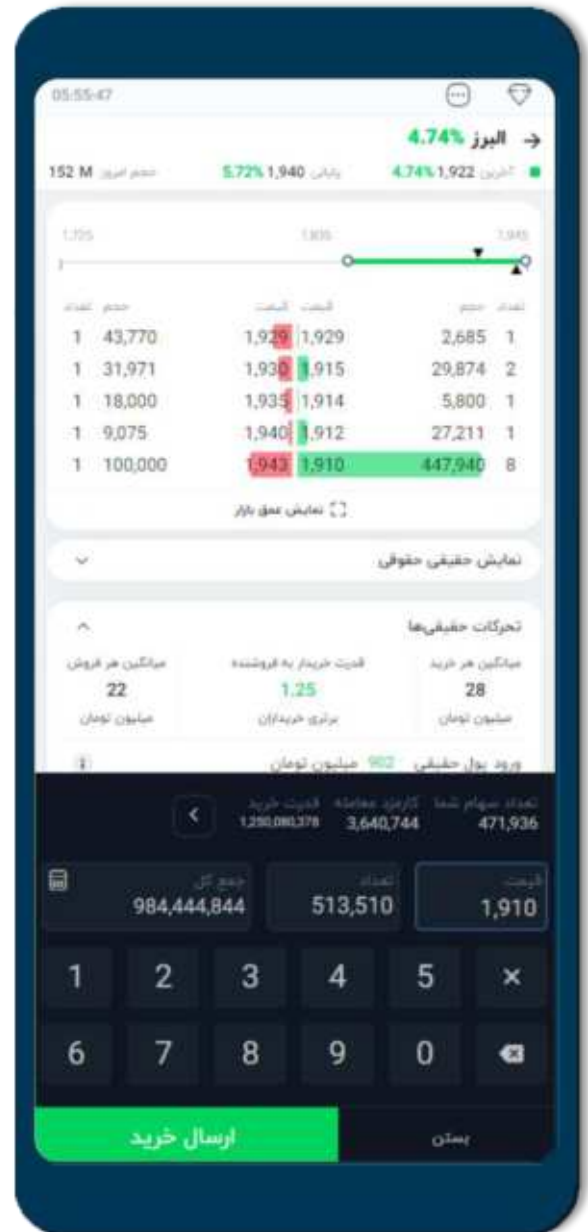 05:55:47
→ البرز 4.74%
آخرین 1,922 4.74% پایانی 1,940 5.72% حجم امروز 152 M
1,725 1,835 1,945
تعداد حجم قیمت قیمت حجم تعداد
1 43,770 1,929 1,929 2,685 1
1 31,971 1,930 1,915 29,874 2
1 18,000 1,935 1,914 5,800 1
1 9,075 1,940 1,912 27,211 1
1 100,000 1,943 1,910 447,940 8
نمایش عمق بازار
نمایش حقیقی حقوقی
تحرکات حقیقی‌ها
میانگین هر خرید قدرت خریدار به فروشنده میانگین هر فروش
28 1.25 22
میلیون تومان برتری خریداران میلیون تومان
ورود پول حقیقی 902 میلیون تومان
تعداد سهام شما کارمزد معامله قدرت خرید
471,936 3,640,744 1,250,080,378
قیمت تعداد جمع کل
1,910 513,510 984,444,844
1 2 3 4 5 ×
6 7 8 9 0
ارسال خرید بستن